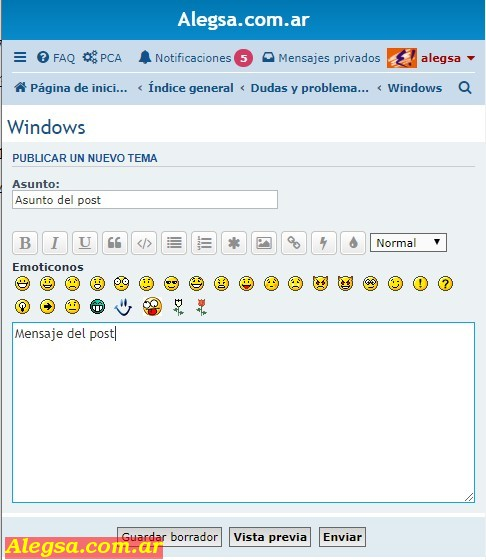 Alegsa.com.ar
FAQ PCA Notificaciones 5 Mensajes privados alegsa
Página de inici... ‹ Índice general ‹ Dudas y problema... ‹ Windows
Windows
PUBLICAR UN NUEVO TEMA
Asunto:
Asunto del post
B I U Normal
Emoticonos
Mensaje del post
Guardar borrador Vista previa Enviar
Alegsa.com.ar